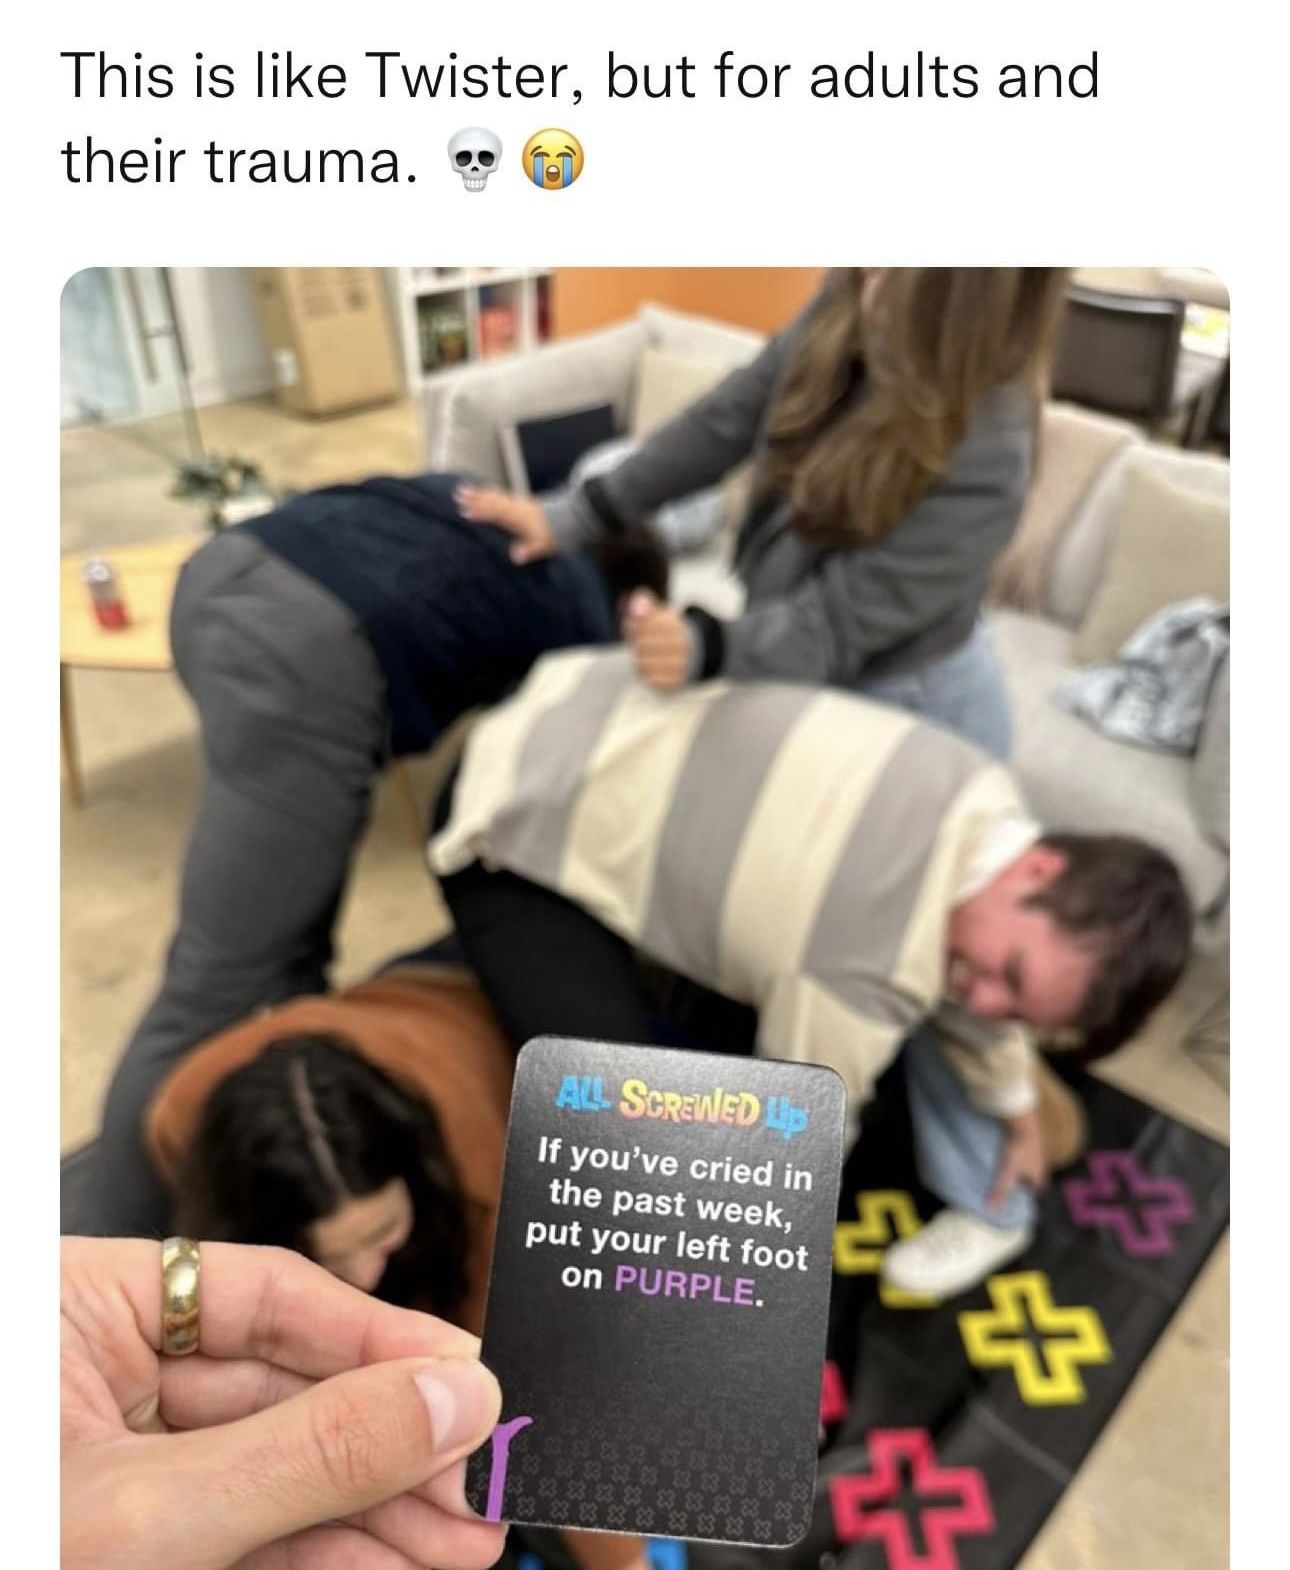 This is like Twister, but for adults and
their trauma. 💀😭
ALL SCREWED UP
If you've cried in
the past week,
put your left foot
on PURPLE.